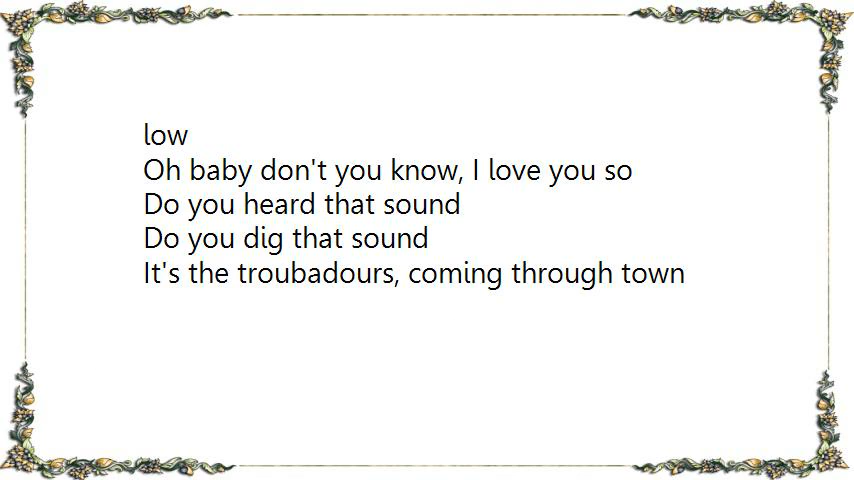 low
Oh baby don't you know, I love you so
Do you heard that sound
Do you dig that sound
It's the troubadours, coming through town